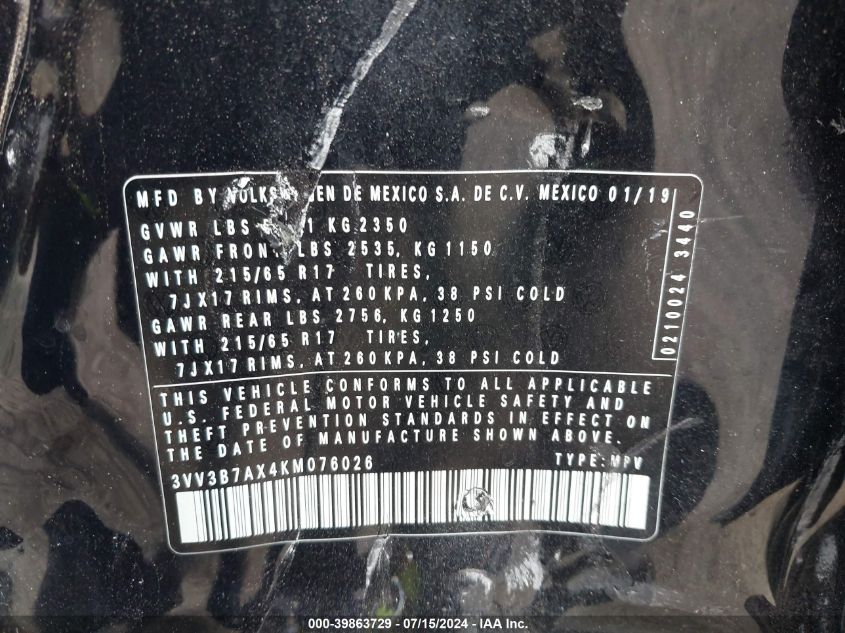 MFD BY DE MEXICO S.A. DE C.V. MEXICO 01/19
GVWR LBS KG 2350
GAWR FRONT LBS 2535, KG 1150
WITH 215/65 R17 TIRES,
7JX17 RIMS, AT 260 KPA, 38 PSI COLD
GAWR REAR LBS 2756, KG 1250
WITH 215/65 R17 TIRES,
7JX17 RIMS, AT 260 KPA, 38 PSI COLD
0210024 3440
THIS VEHICLE CONFORMS TO ALL APPLICABLE
U.S. FEDERAL MOTOR VEHICLE SAFETY AND
THEFT PREVENTION STANDARDS IN EFFECT ON
THE DATE OF MANUFACTURE SHOWN ABOVE.
3VV3B7AX4KM076026 TYPE: MPV
000-39863729 - 07/15/2024 - IAA Inc.